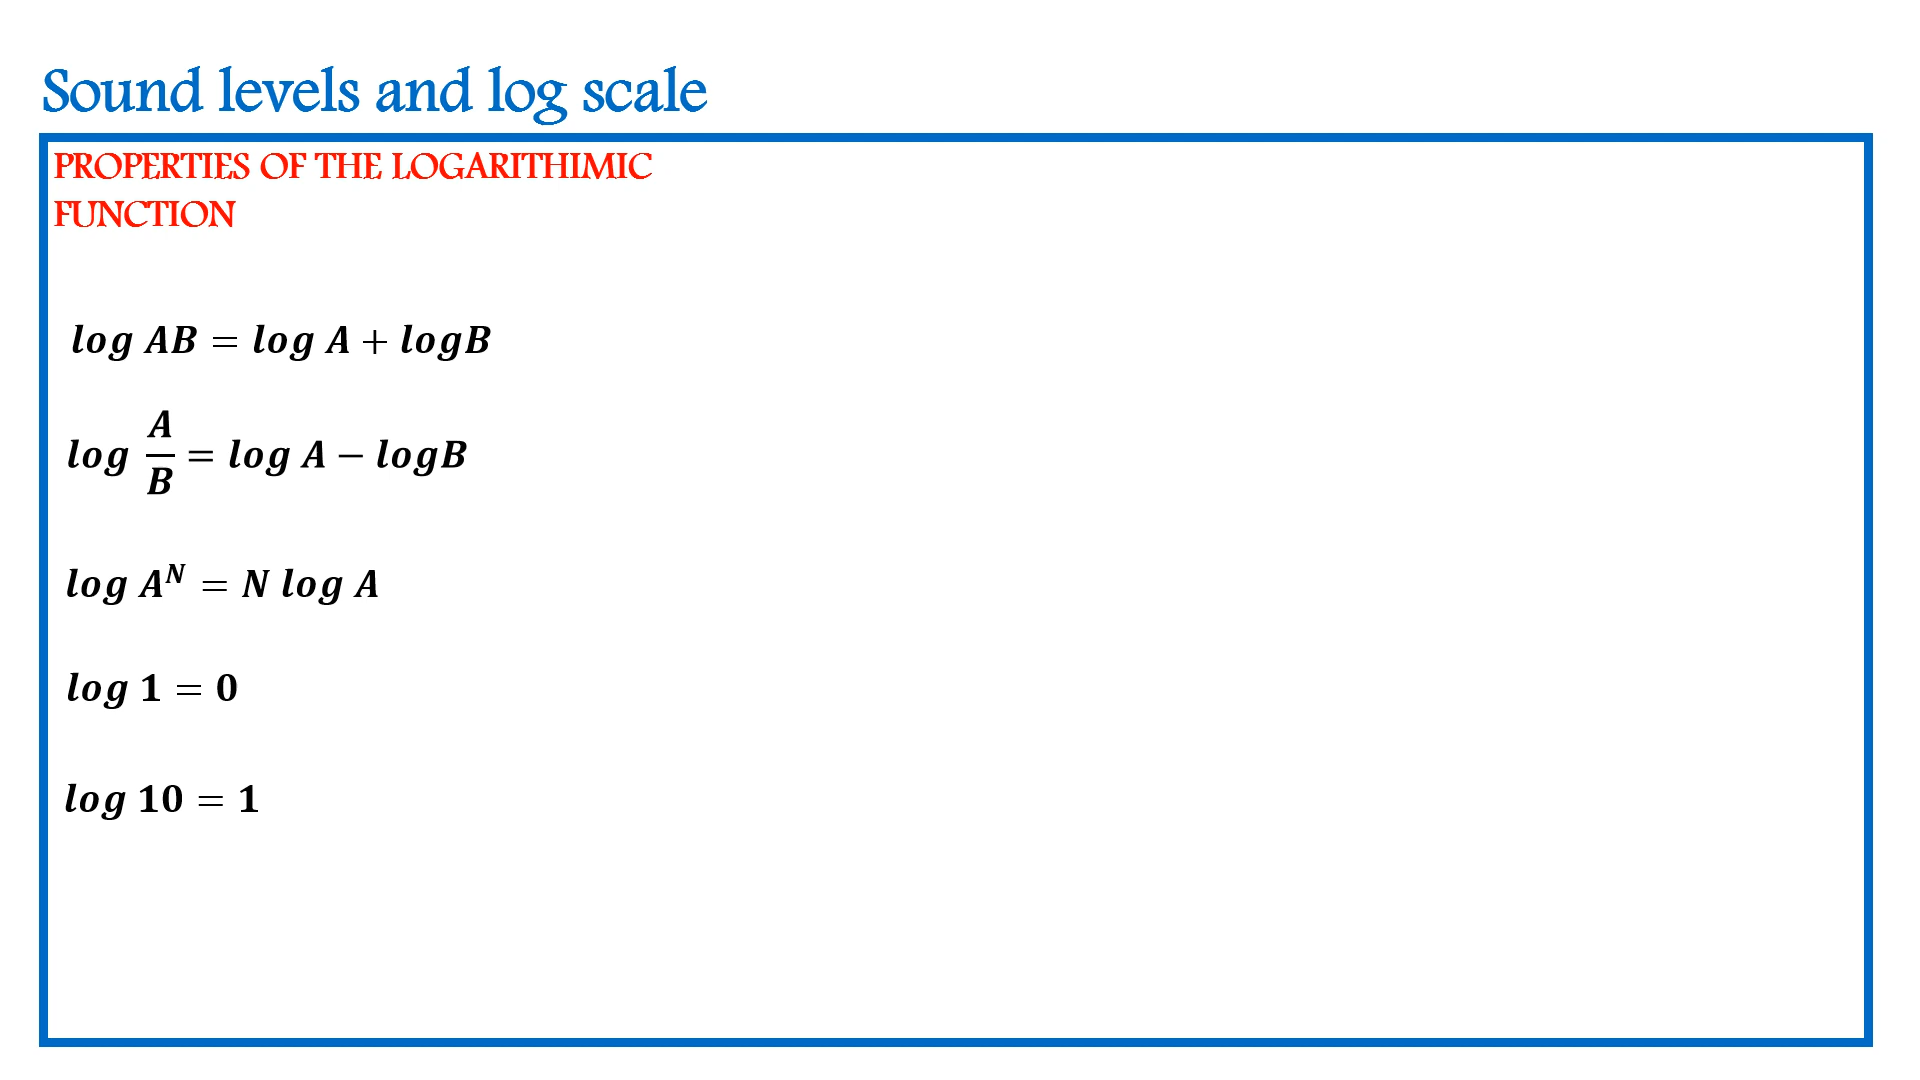 Sound levels and log scale
PROPERTIES OF THE LOGARITHIMIC
FUNCTION
log AB = log A + logB
log A/B = log A − logB
log A^N = N log A
log 1 = 0
log 10 = 1